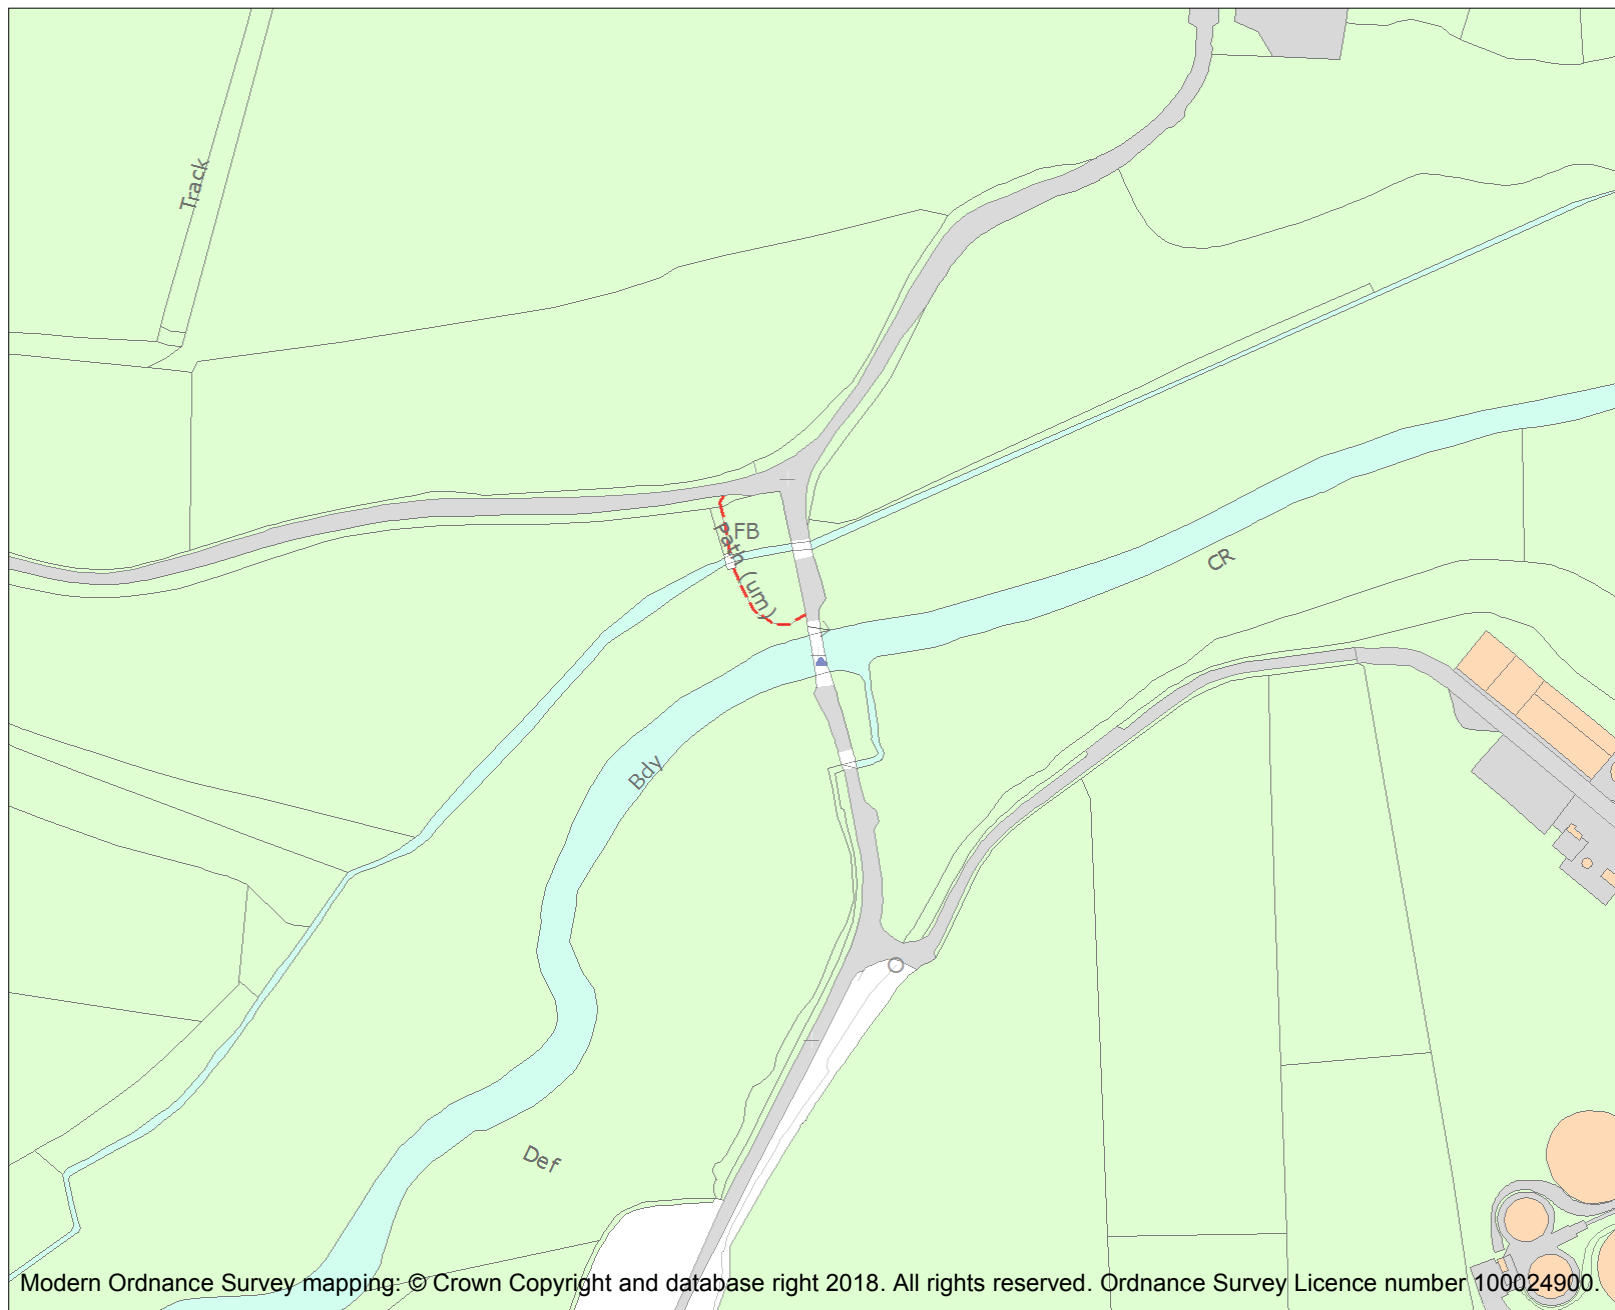 Track
FB
Path (um)
CR
Bdy
Def
Modern Ordnance Survey mapping: © Crown Copyright and database right 2018. All rights reserved. Ordnance Survey Licence number 100024900.